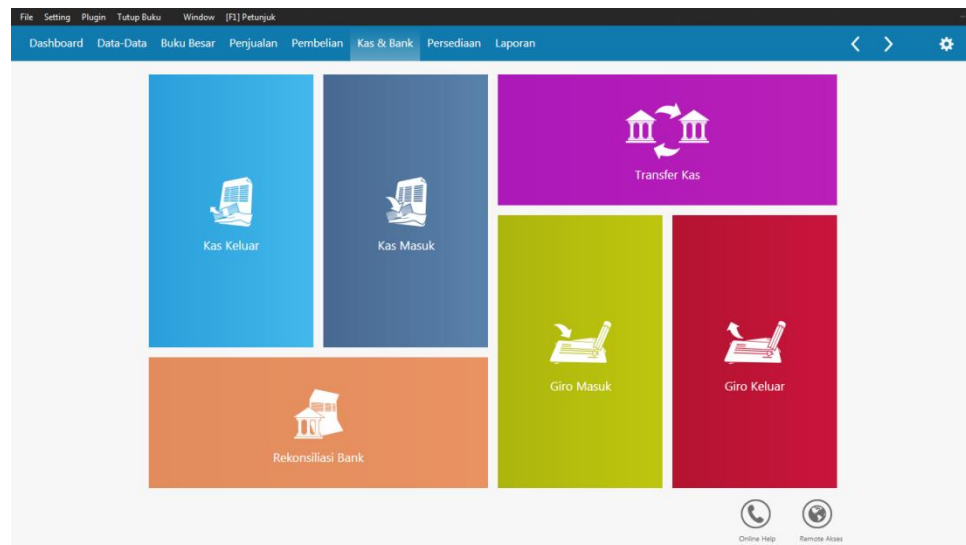 File Setting Plugin Tutup Buku Window [F1] Petunjuk
Dashboard Data-Data Buku Besar Penjualan Pembelian Kas & Bank Persediaan Laporan
Transfer Kas
Kas Keluar Kas Masuk
Giro Masuk Giro Keluar
Rekonsiliasi Bank
Online Help Remote Akses